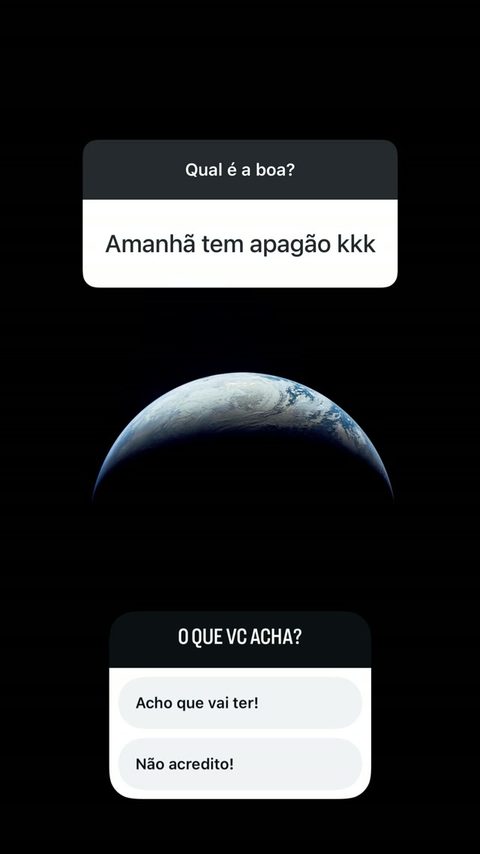 Qual é a boa?
Amanhã tem apagão kkk
O QUE VC ACHA?
Acho que vai ter!
Não acredito!